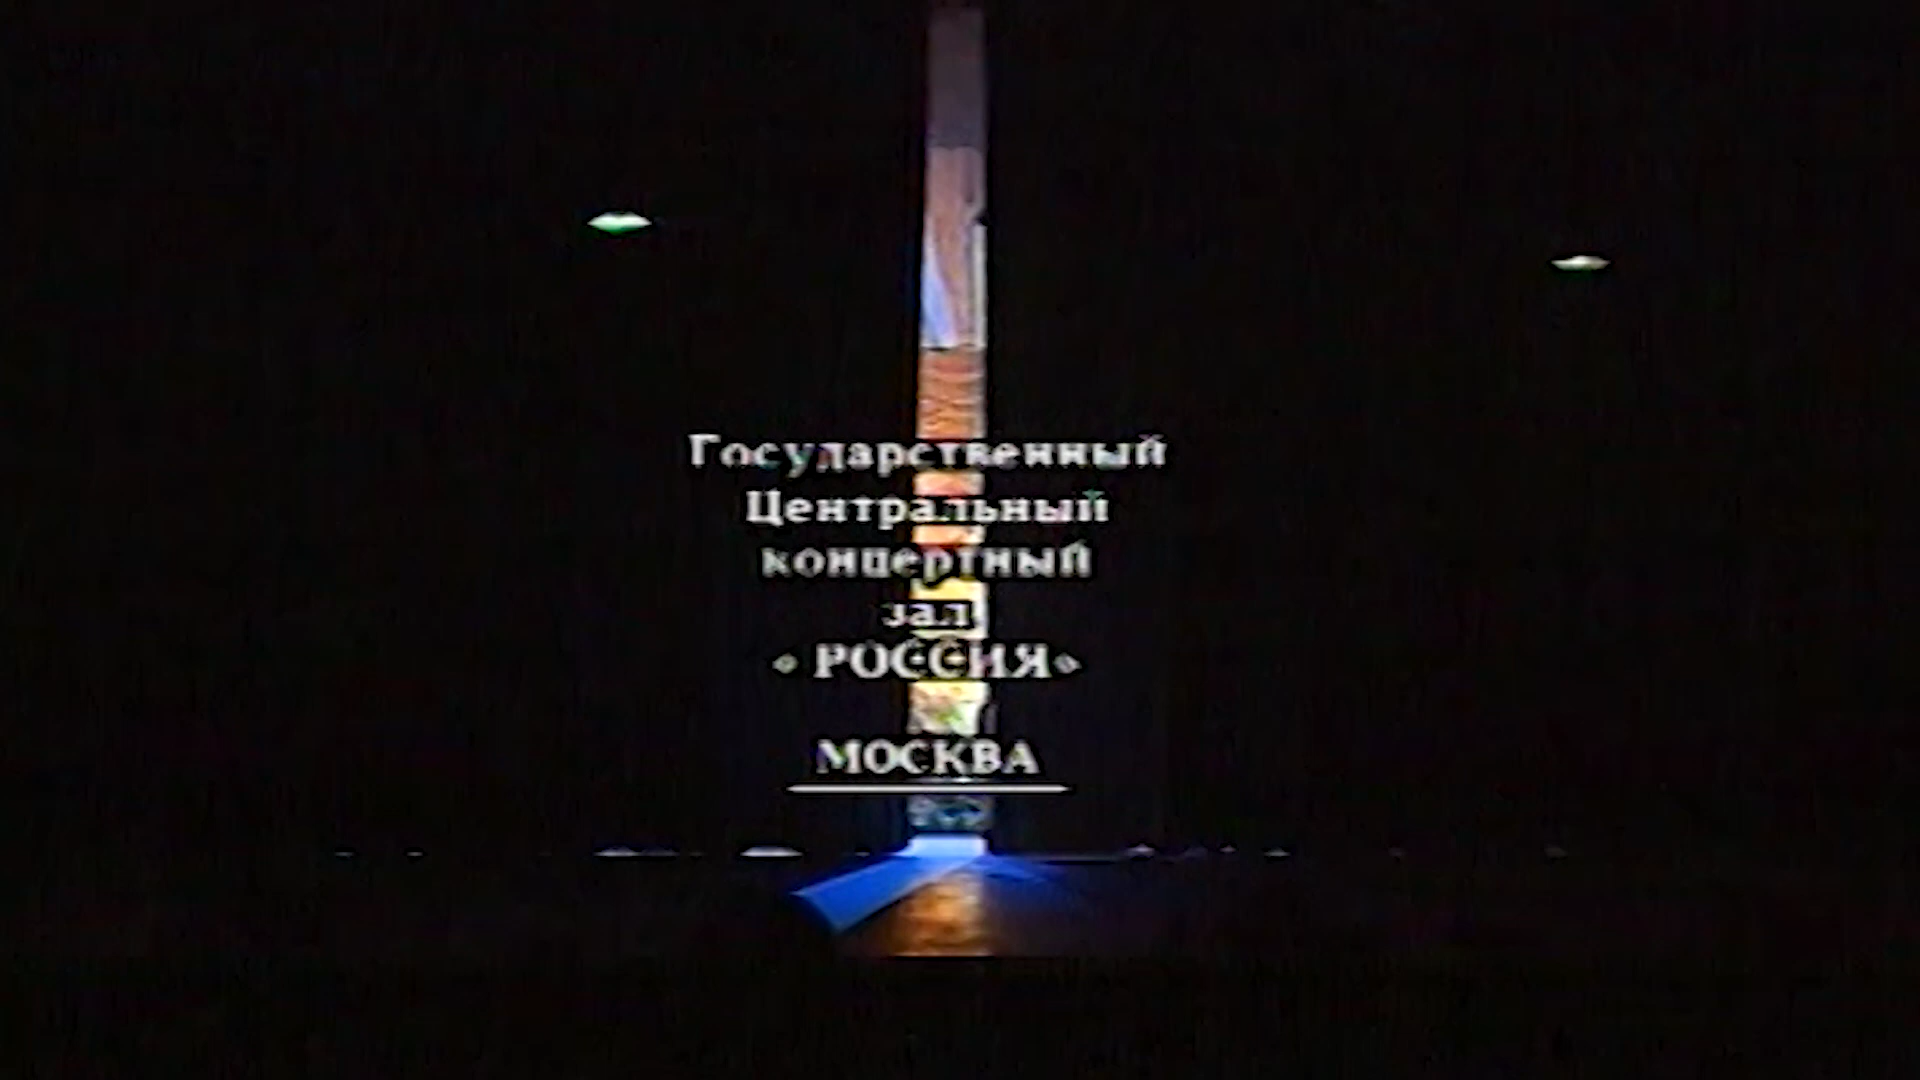 Государственный
Центральный
концертный
зал
« РОССИЯ»
МОСКВА